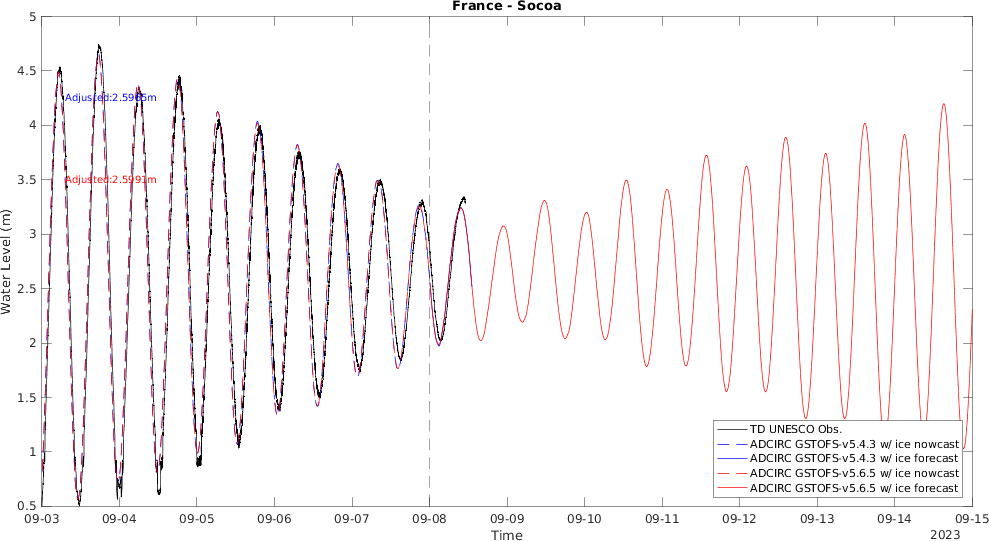 France - Socoa
Water Level (m)
5
4.5
4
3.5
3
2.5
2
1.5
1
0.5
Adjusted:2.5965m
Adjusted:2.5991m
TD UNESCO Obs.
ADCIRC GSTOFS-v5.4.3 w/ ice nowcast
ADCIRC GSTOFS-v5.4.3 w/ ice forecast
ADCIRC GSTOFS-v5.6.5 w/ ice nowcast
ADCIRC GSTOFS-v5.6.5 w/ ice forecast
09-03 09-04 09-05 09-06 09-07 09-08 09-09 09-10 09-11 09-12 09-13 09-14 09-15
Time
2023